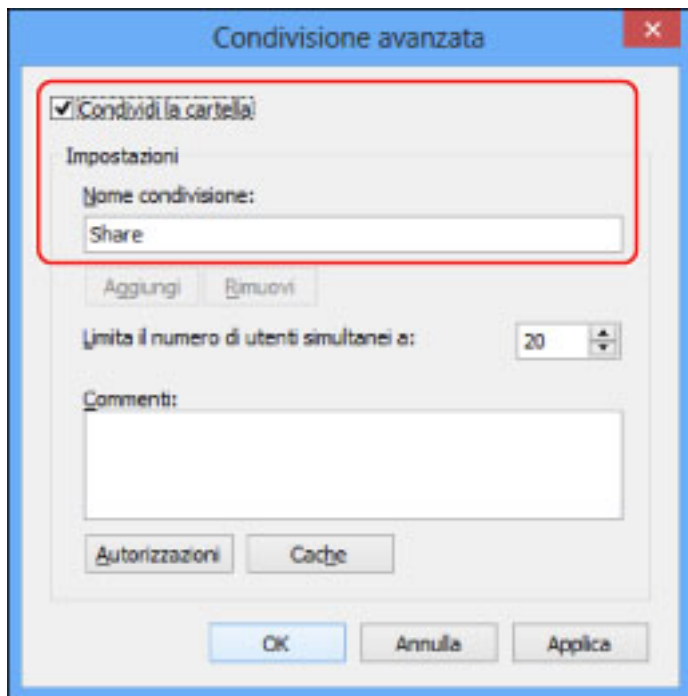 Condivisione avanzata
Condividi la cartella
Impostazioni
Nome condivisione:
Share
Aggiungi Rimuovi
Limita il numero di utenti simultanei a: 20
Commenti:
Autorizzazioni Cache
OK Annulla Applica